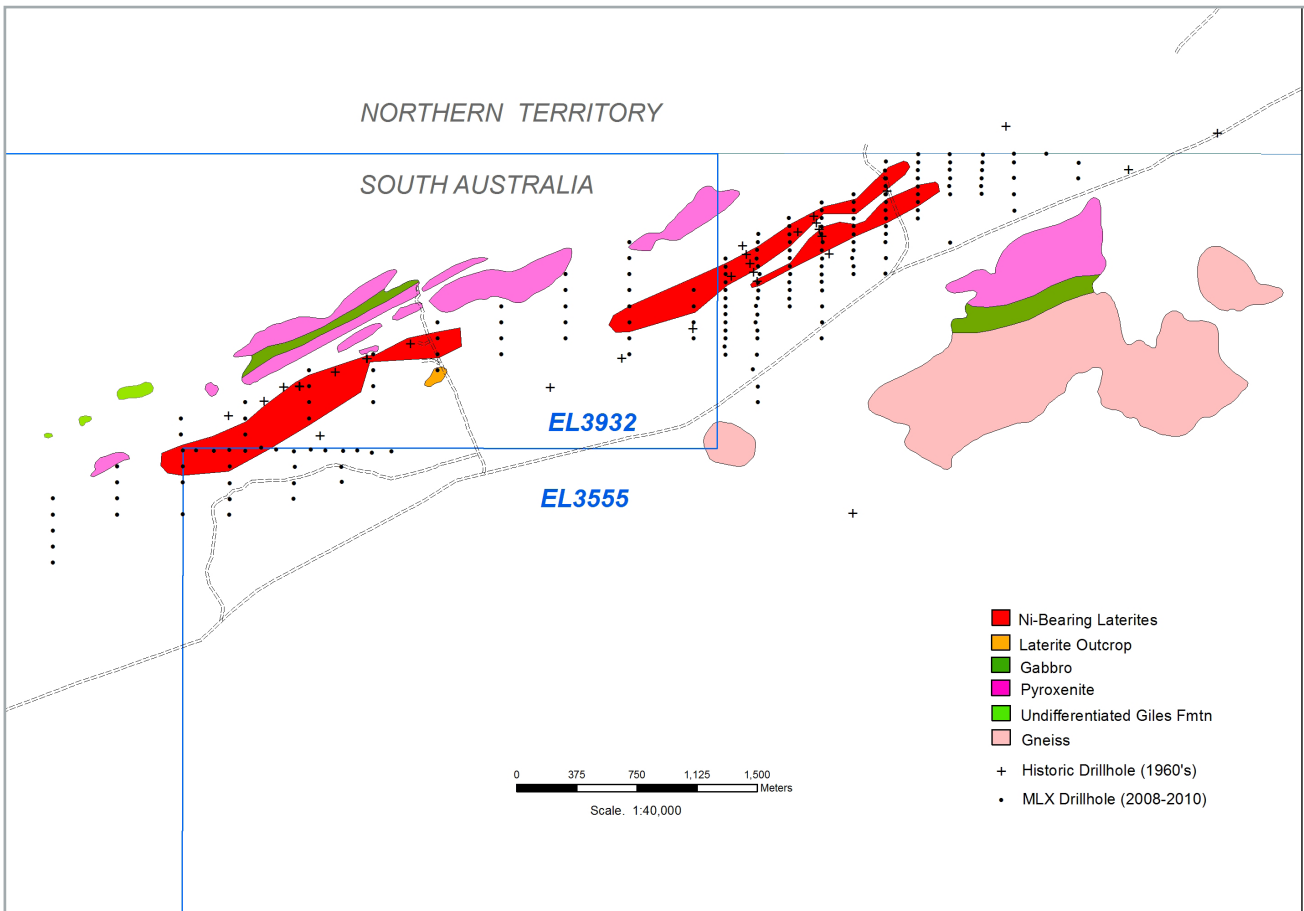 NORTHERN TERRITORY
SOUTH AUSTRALIA
EL3932
EL3555
Ni-Bearing Laterites
Laterite Outcrop
Gabbro
Pyroxenite
Undifferentiated Giles Fmtn
Gneiss
Historic Drillhole (1960's)
MLX Drillhole (2008-2010)
0 375 750 1,125 1,500
Meters
Scale. 1:40,000